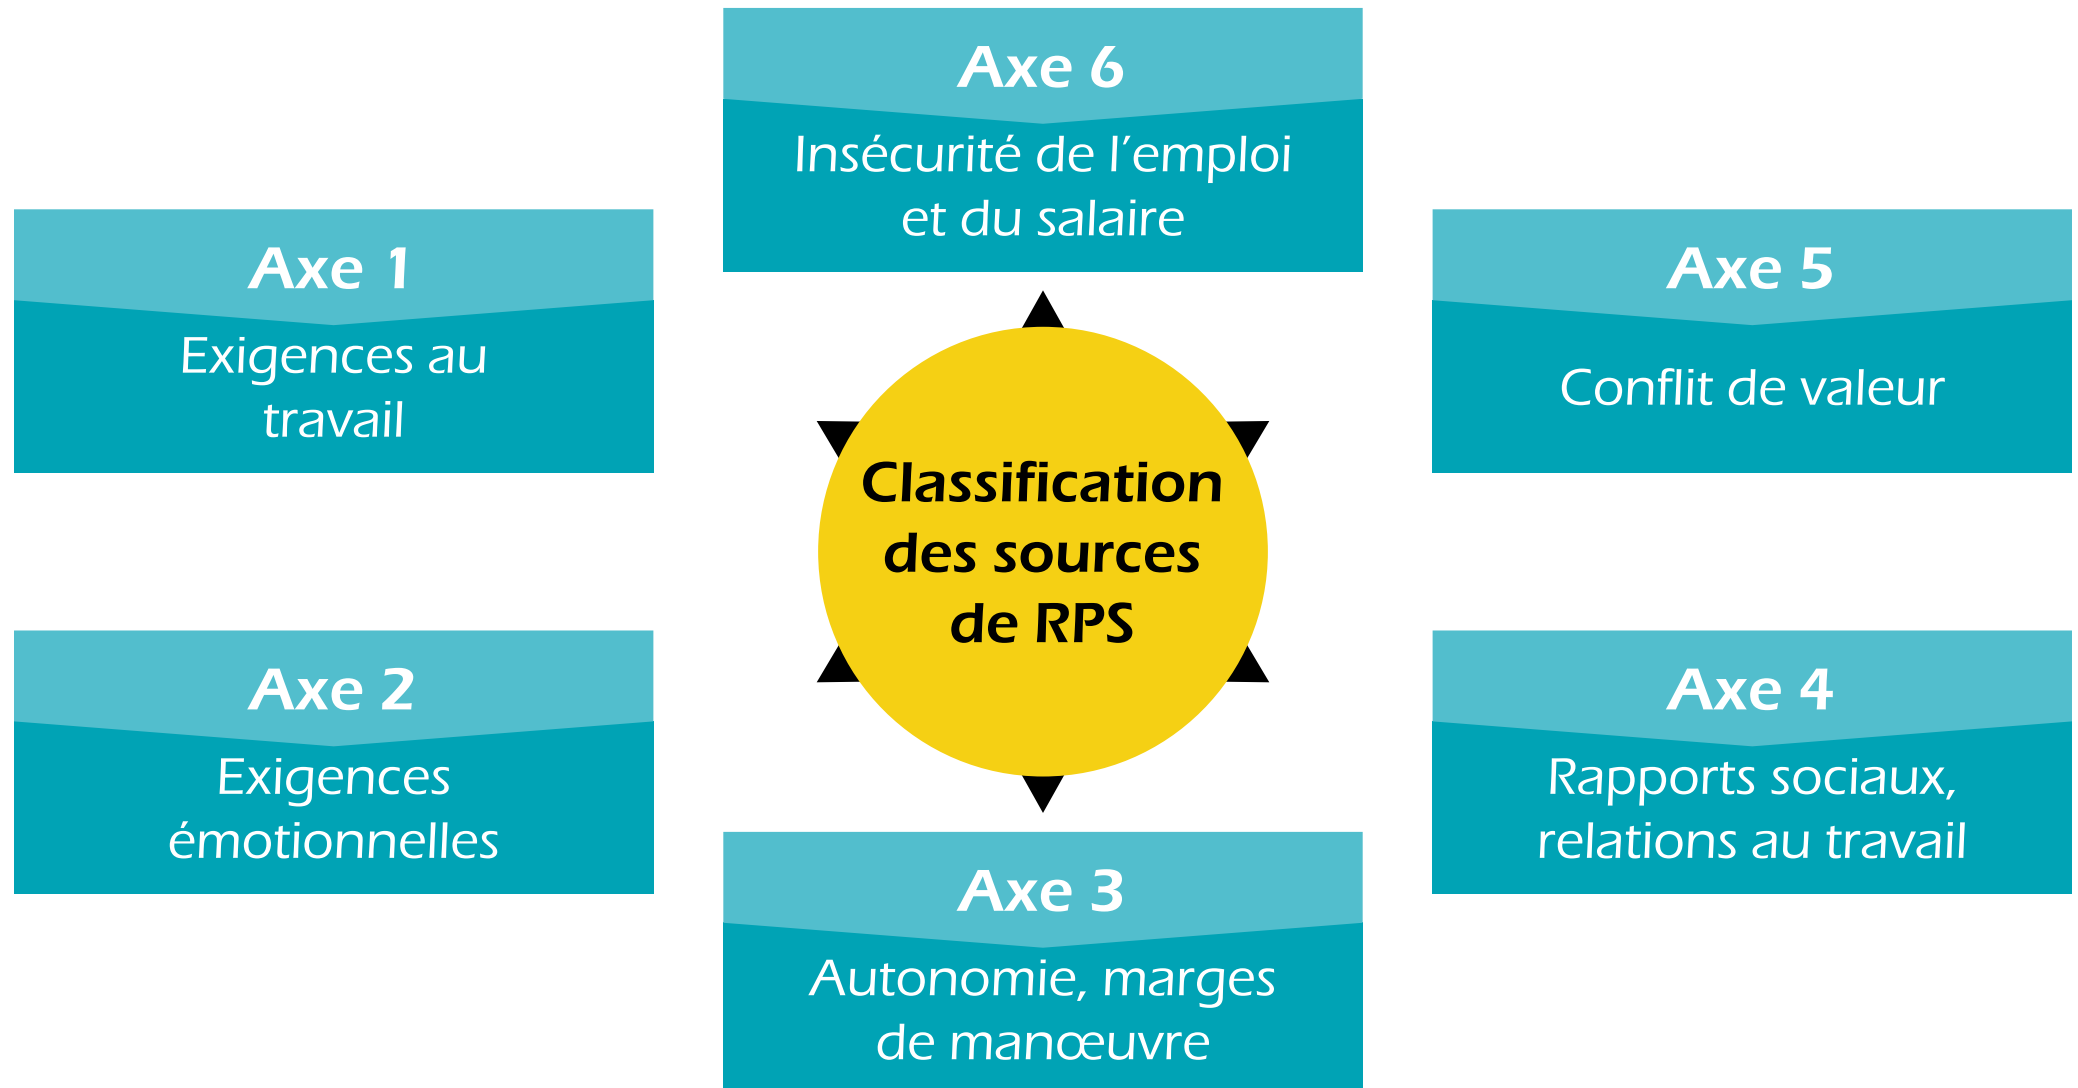 Axe 6
Insécurité de l’emploi
et du salaire
Axe 1
Exigences au
travail
Axe 5
Conflit de valeur
Classification
des sources
de RPS
Axe 2
Exigences
émotionnelles
Axe 4
Rapports sociaux,
relations au travail
Axe 3
Autonomie, marges
de manœuvre